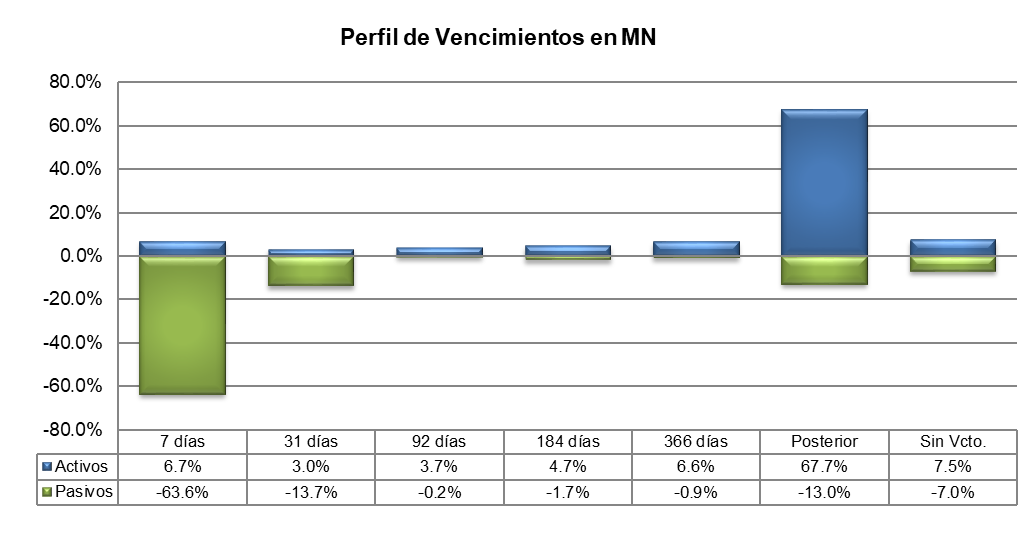 Perfil de Vencimientos en MN
80.0%
60.0%
40.0%
20.0%
0.0%
-20.0%
-40.0%
-60.0%
-80.0%
7 días 31 días 92 días 184 días 366 días Posterior Sin Vcto.
Activos 6.7% 3.0% 3.7% 4.7% 6.6% 67.7% 7.5%
Pasivos -63.6% -13.7% -0.2% -1.7% -0.9% -13.0% -7.0%